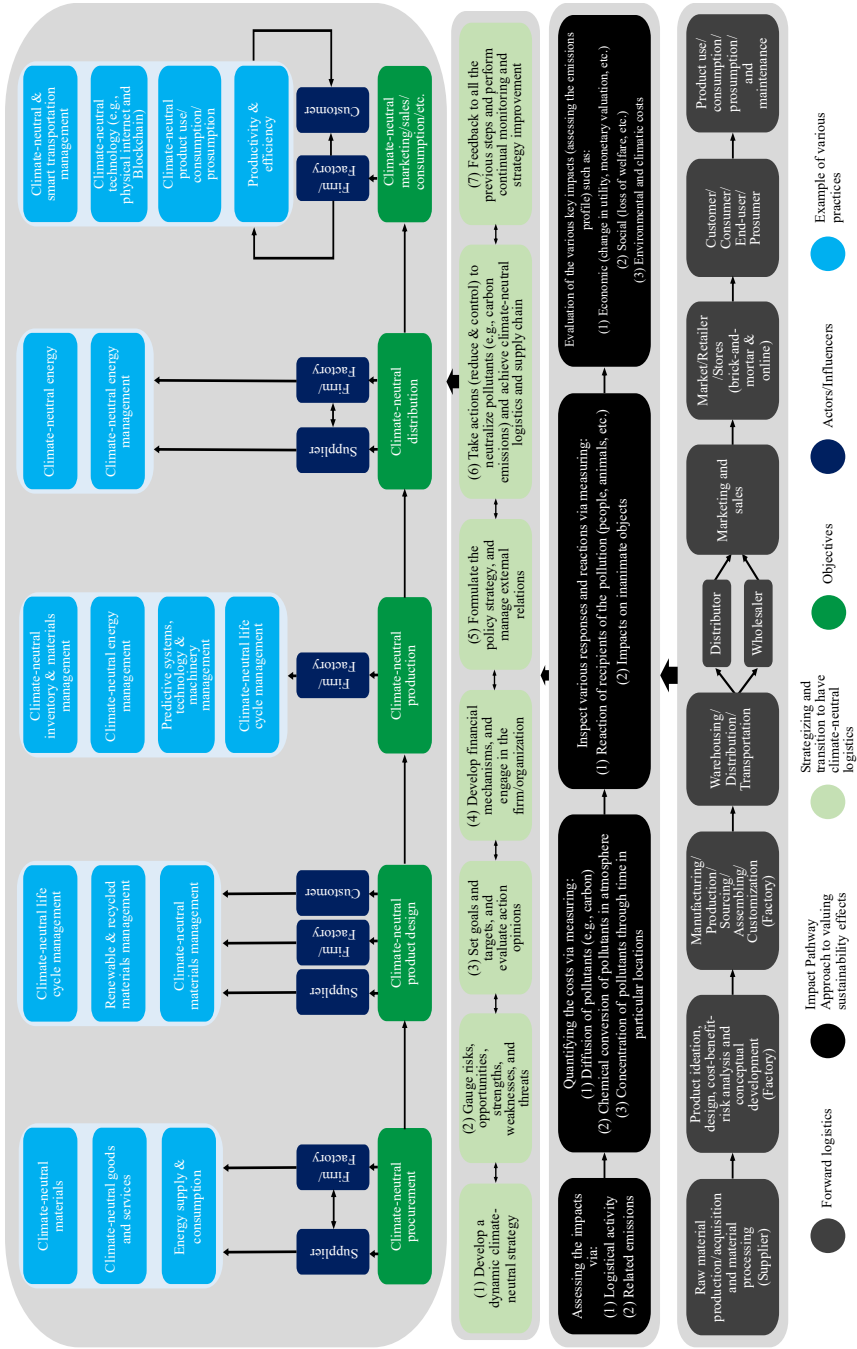 Climate-neutral
materials
Climate-neutral goods
and services
Energy supply &
consumption
Supplier
Firm/
Factory
Climate-neutral
procurement
Climate-neutral life
cycle management
Renewable & recycled
materials management
Climate-neutral
materials management
Supplier
Firm/
Factory
Customer
Climate-neutral
product design
Climate-neutral
inventory & materials
management
Climate-neutral energy
management
Predictive systems,
technology &
machinery
management
Climate-neutral life
cycle management
Firm/
Factory
Climate-neutral
production
Climate-neutral energy
Climate-neutral energy
management
Supplier
Firm/
Factory
Climate-neutral
distribution
Climate-neutral &
smart transportation
management
Climate-neutral
technology (e.g.,
physical internet and
Blockchain)
Climate-neutral
product use/
consumption/
prosumption
Productivity &
efficiency
Firm/
Factory
Customer
Climate-neutral
marketing/sales/
consumption/etc.
(1) Develop a
dynamic climate-
neutral strategy
(2) Gauge risks,
opportunities,
strengths,
weaknesses, and
threats
(3) Set goals and
targets, and
evaluate action
opinions
(4) Develop financial
mechanisms, and
engage in the
firm/organization
(5) Formulate the
policy strategy, and
manage external
relations
(6) Take actions (reduce & control) to
neutralize pollutants (e.g., carbon
emissions) and achieve climate-neutral
logistics and supply chain
(7) Feedback to all the
previous steps and perform
continual monitoring and
strategy improvement
Assessing the impacts
via:
(1) Logistical activity
(2) Related emissions
Quantifying the costs via measuring:
(1) Diffusion of pollutants (e.g., carbon)
(2) Chemical conversion of pollutants in atmosphere
(3) Concentration of pollutants through time in
particular locations
Inspect various responses and reactions via measuring:
(1) Reaction of recipients of the pollution (people, animals, etc.)
(2) Impacts on inanimate objects
Evaluation of the various key impacts (assessing the emissions
profile) such as:
(1) Economic (change in utility, monetary valuation, etc.)
(2) Social (loss of welfare, etc.)
(3) Environmental and climatic costs
Raw material
production/acquisition
and material
processing
(Supplier)
Product ideation,
design, cost-benefit-
risk analysis and
conceptual
development
(Factory)
Manufacturing/
Production/
Sourcing/
Assembling/
Customization
(Factory)
Warehousing/
Distribution/
Transportation
Distributor
Wholesaler
Marketing and
sales
Market/Retailer
/Stores
(brick-and-
mortar &
online)
Customer/
Consumer/
End-user/
Prosumer
Product use/
consumption/
prosumption/
and
maintenance
Forward logistics
Impact Pathway
Approach to valuing
sustainability effects
Strategizing and
transition to have
climate-neutral
logistics
Objectives
Actors/Influencers
Example of various
practices